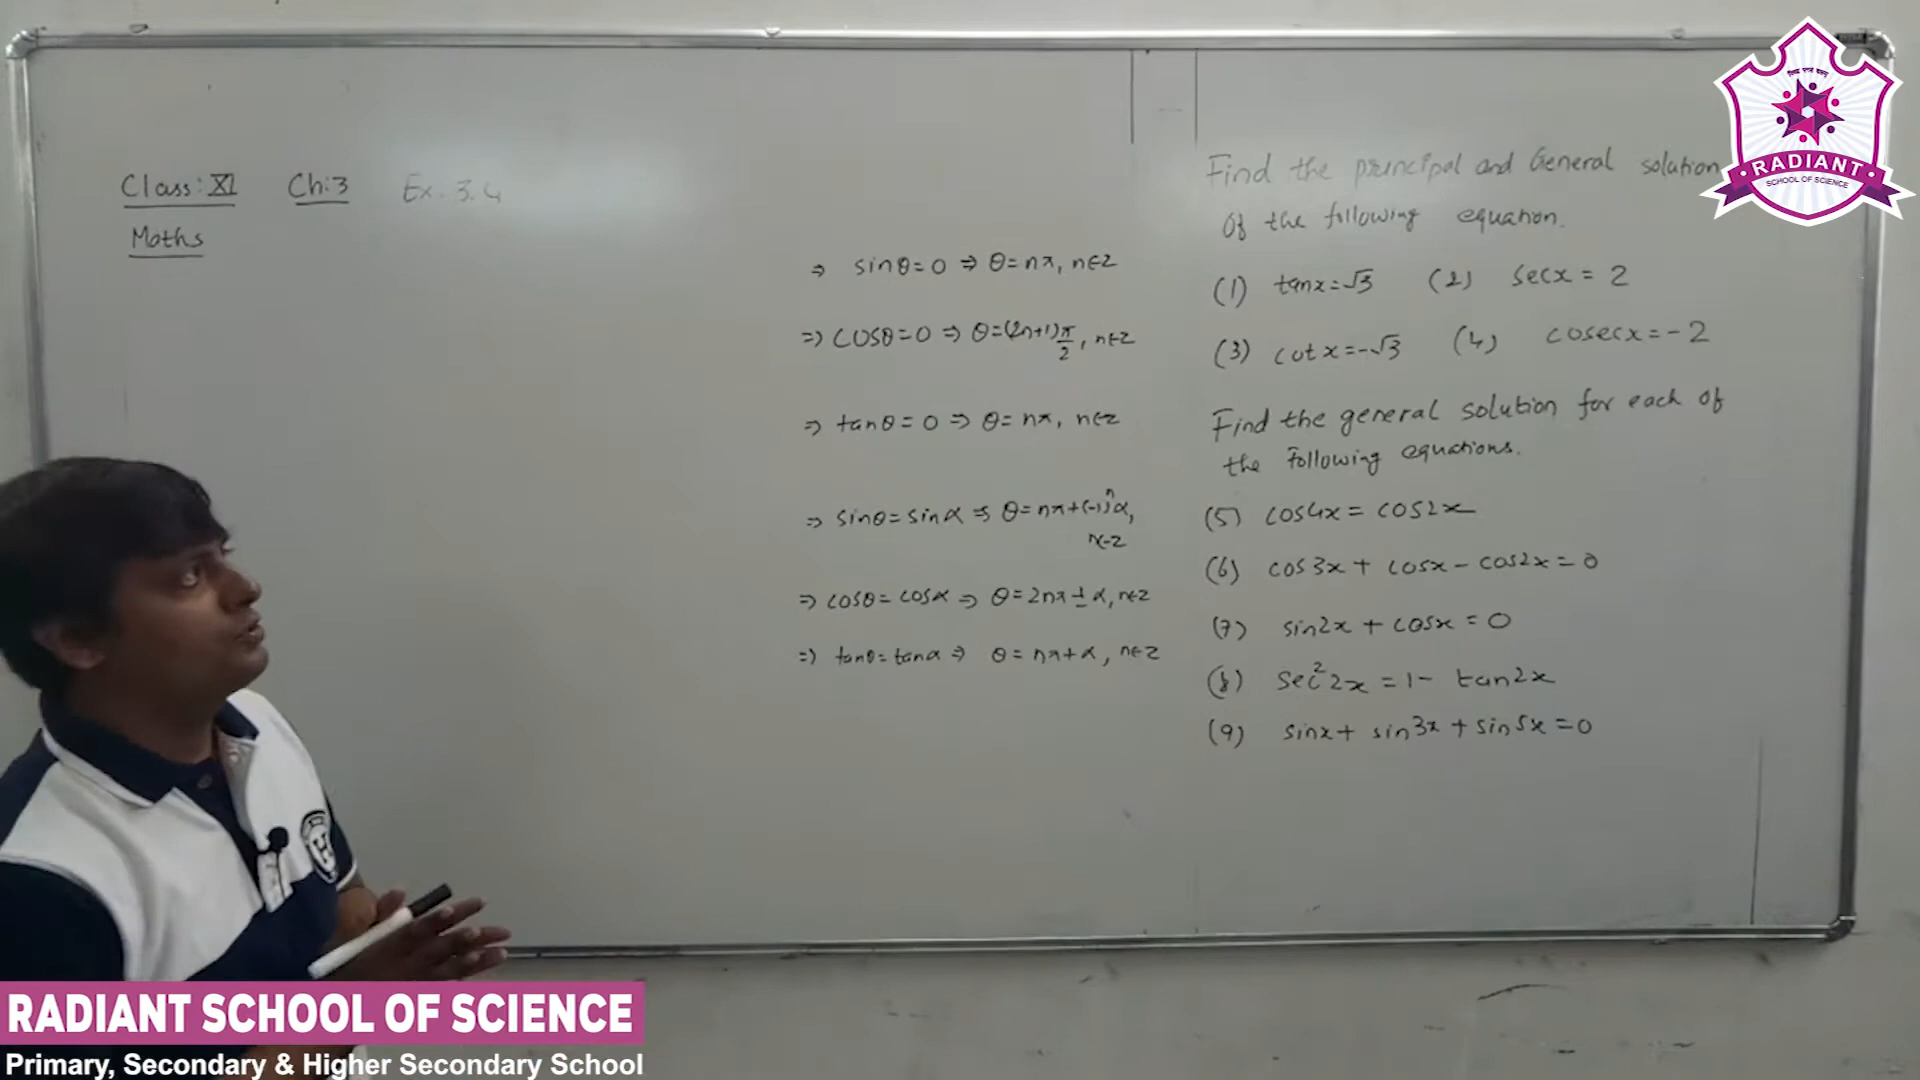 Class: XI Ch:3 Ex. 3.4
Maths
⇒ sinθ = 0 ⇒ θ = nπ, n∈Z
⇒ cosθ = 0 ⇒ θ = (2n+1)π/2, n∈Z
⇒ tanθ = 0 ⇒ θ = nπ, n∈Z
⇒ sinθ = sinα ⇒ θ = nπ + (-1)ⁿα,
n∈Z
⇒ cosθ = cosα ⇒ θ = 2nπ ± α, n∈Z
⇒ tanθ = tanα ⇒ θ = nπ + α, n∈Z
Find the principal and General solution
of the following equation.
(1) tanx = √3 (2) secx = 2
(3) cotx = -√3 (4) cosecx = -2
Find the general solution for each of
the following equations.
(5) cos4x = cos2x
(6) cos3x + cosx - cos2x = 0
(7) sin2x + cosx = 0
(8) sec²2x = 1 - tan2x
(9) sinx + sin3x + sin5x = 0
RADIANT
SCHOOL OF SCIENCE
RADIANT SCHOOL OF SCIENCE
Primary, Secondary & Higher Secondary School